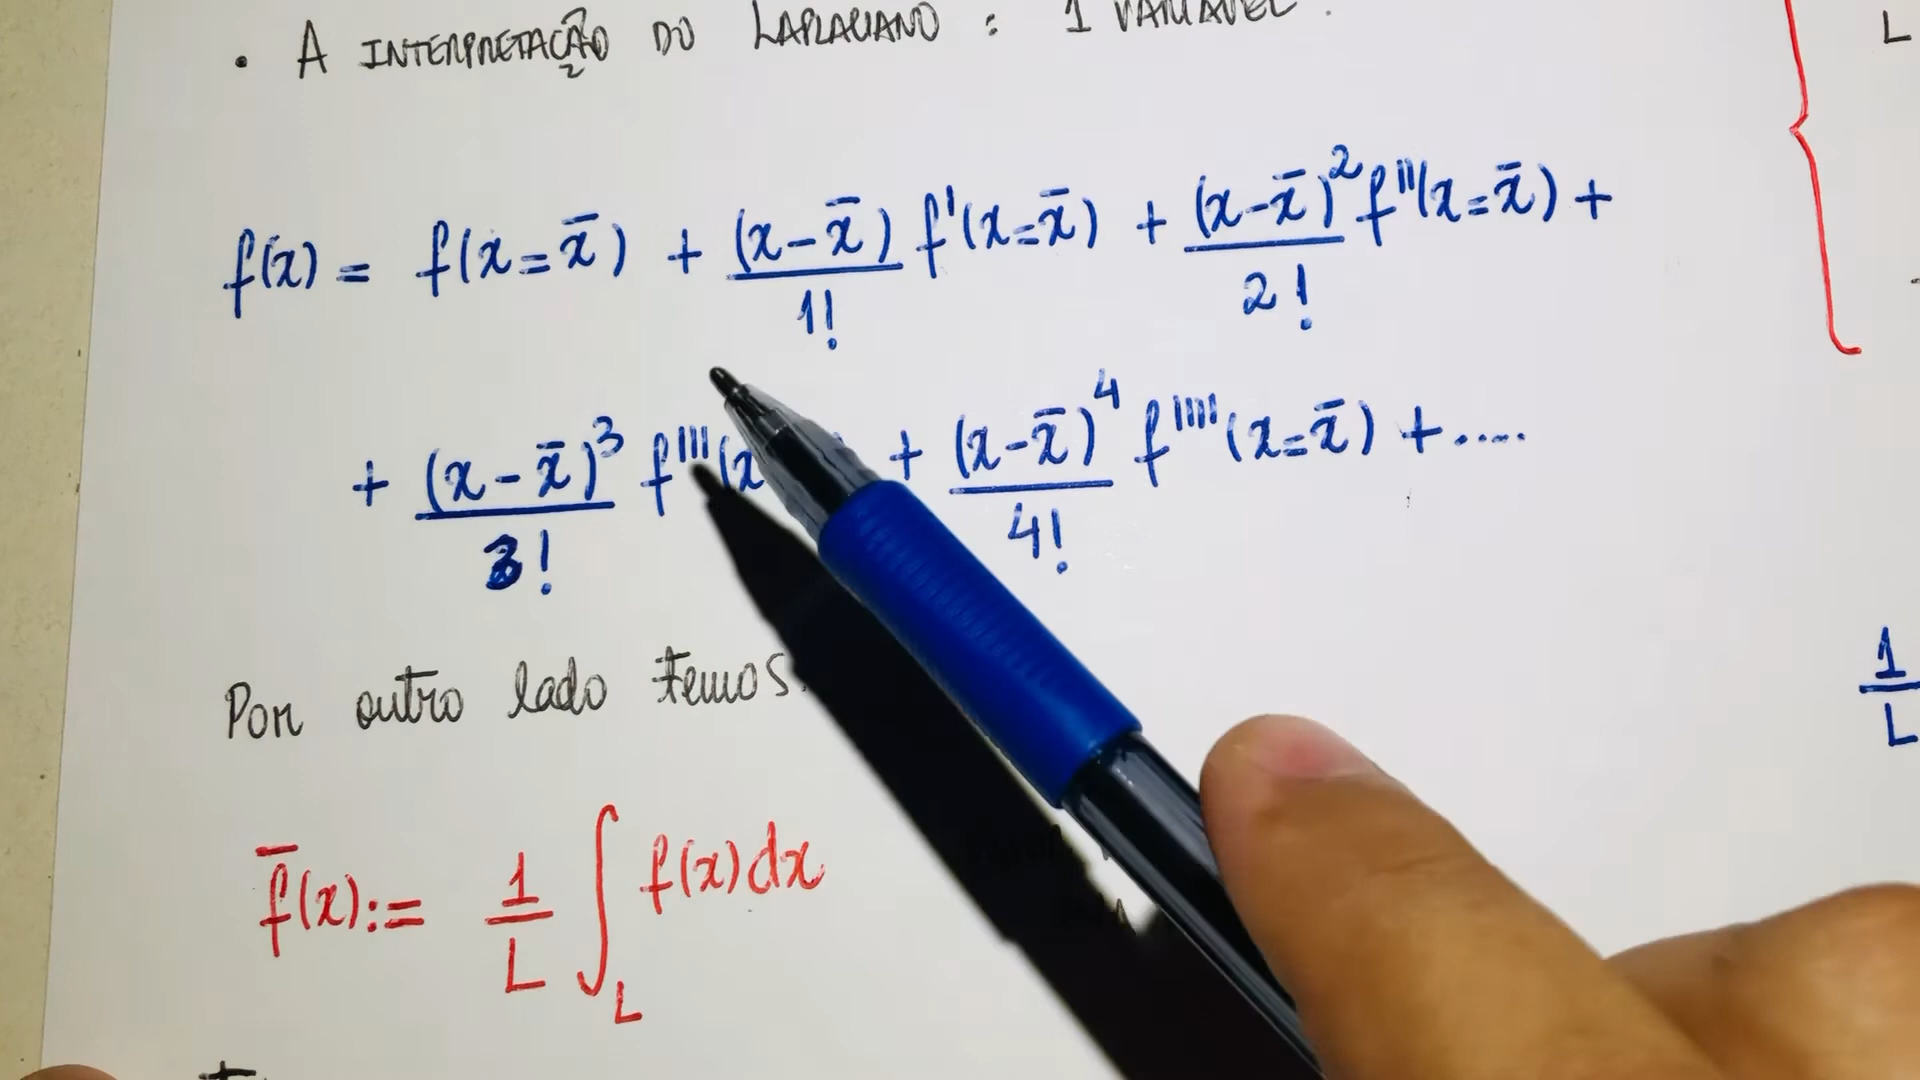 • A INTERPRETAÇÃO DO LAPLACIANO : 1 VARIÁVEL :
f(x) = f(x=x̄) + (x-x̄)/1! f'(x=x̄) + (x-x̄)²/2! f''(x=x̄) +
+ (x-x̄)³/3! f'''(x + (x-x̄)⁴/4! f''''(x=x̄) + ....
Por outro lado temos
f̄(x):= 1/L ∫_L f(x)dx
L
1/L